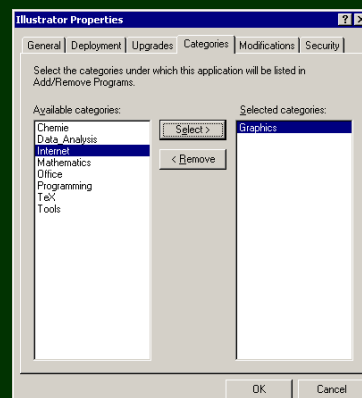 Illustrator Properties
General Deployment Upgrades Categories Modifications Security
Select the categories under which this application will be listed in
Add/Remove Programs.
Available categories:
Chemie
Data_Analysis
Internet
Mathematics
Office
Programming
TeX
Tools
Select >
< Remove
Selected categories:
Graphics
OK Cancel